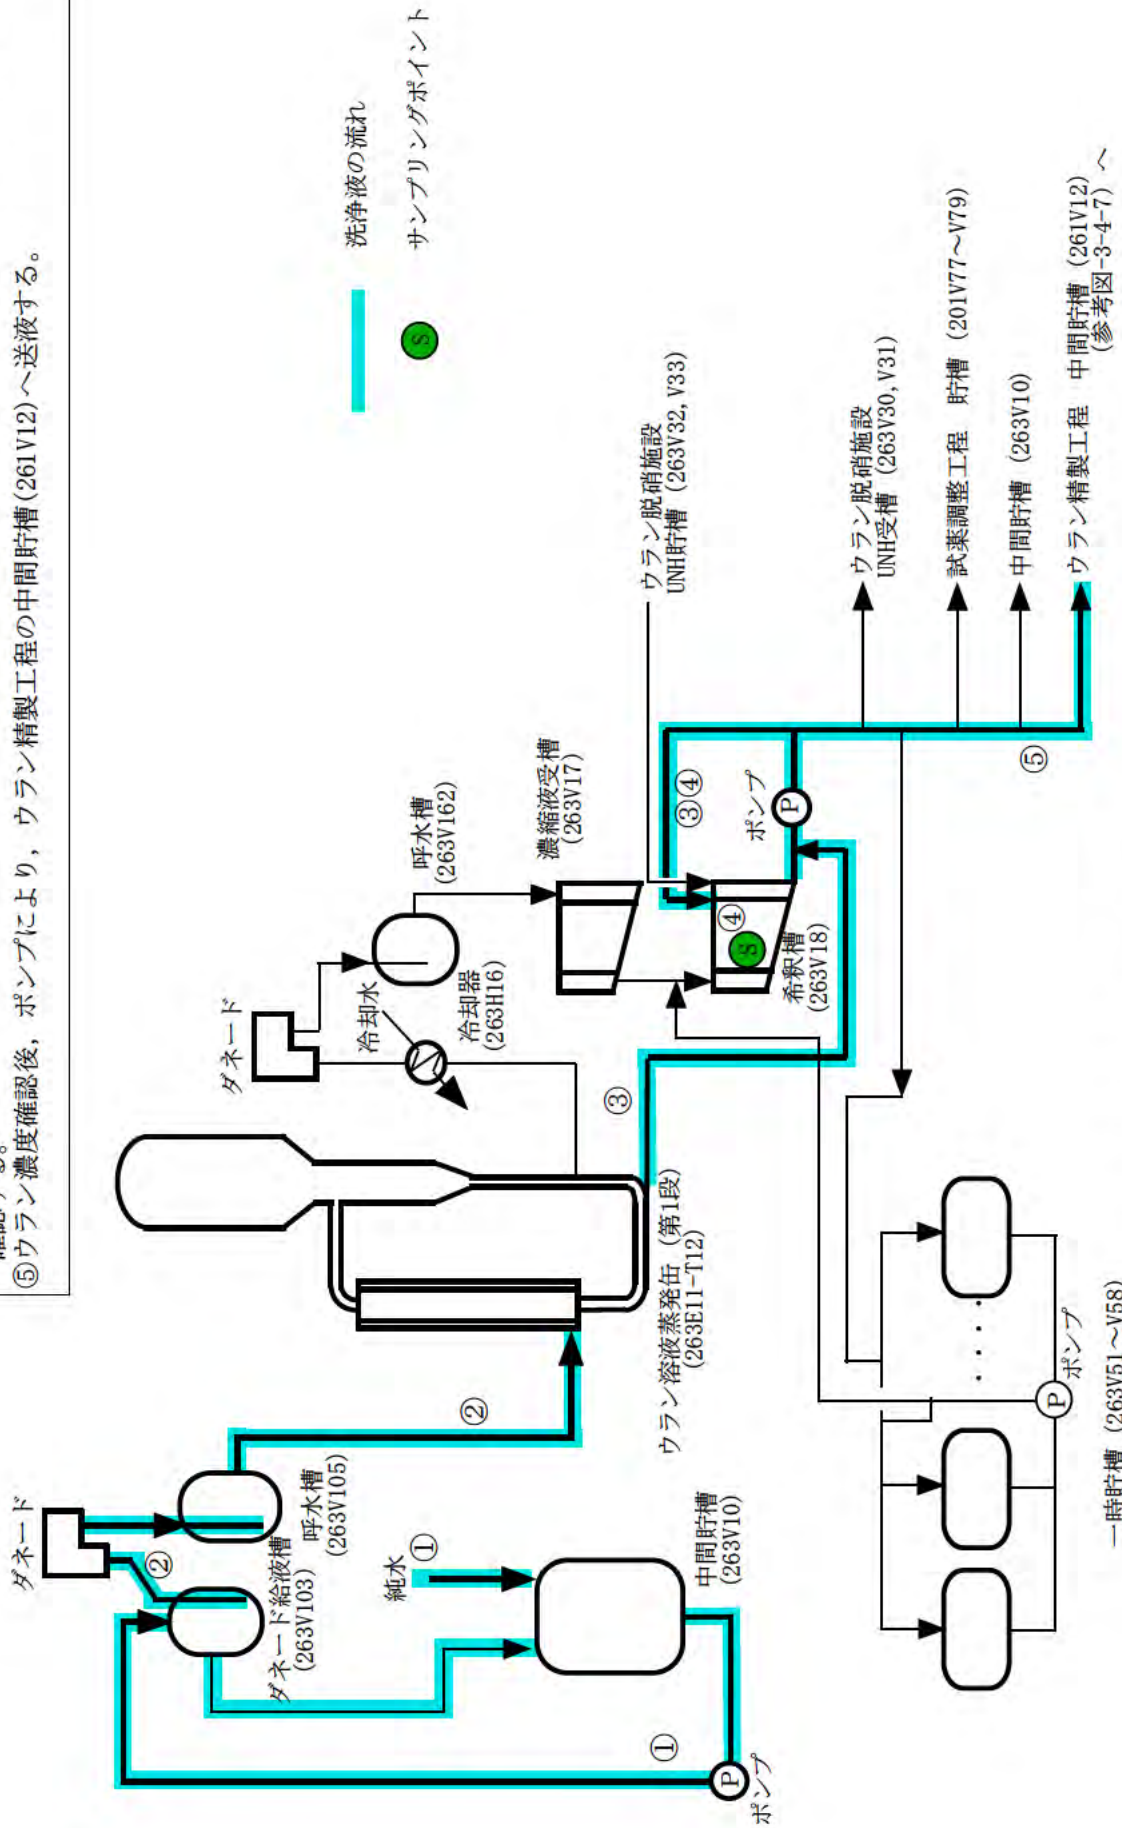 ⑤ウラン濃度確認後，ポンプにより，ウラン精製工程の中間貯槽(261V12)へ送液する。
洗浄液の流れ
S
サンプリングポイント
ダネード
②
ダネード給液槽
(263V103)
呼水槽
(263V105)
純水
①
中間貯槽
(263V10)
①
P
ポンプ
②
ウラン溶液蒸発缶 (第1段)
(263E11-T12)
ダネード
冷却水
冷却器
(263H16)
呼水槽
(263V162)
濃縮液受槽
(263V17)
③
③④
④
S
希釈槽
(263V18)
ポンプ
P
ウラン脱硝施設
UNH貯槽 (263V32, V33)
ウラン脱硝施設
UNH受槽 (263V30, V31)
試薬調整工程　貯槽 (201V77～V79)
中間貯槽 (263V10)
ウラン精製工程　中間貯槽 (261V12)
(参考図-3-4-7) へ
⑤
P
ポンプ
一時貯槽 (263V51～V58)